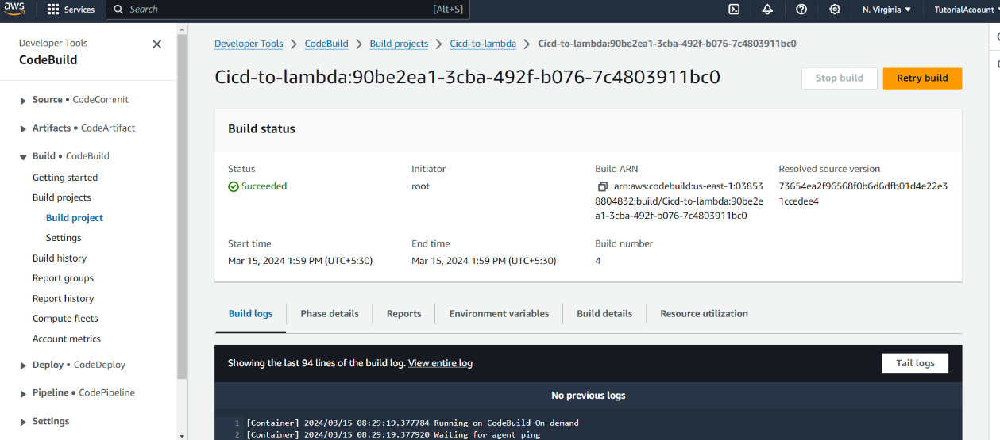 aws Services Search [Alt+S] N. Virginia TutorialAcoount
Developer Tools
CodeBuild
Source • CodeCommit
Artifacts • CodeArtifact
Build • CodeBuild
Getting started
Build projects
Build project
Settings
Build history
Report groups
Report history
Compute fleets
Account metrics
Deploy • CodeDeploy
Pipeline • CodePipeline
Settings
Developer Tools > CodeBuild > Build projects > Cicd-to-lambda > Cicd-to-lambda:90be2ea1-3cba-492f-b076-7c4803911bc0
Cicd-to-lambda:90be2ea1-3cba-492f-b076-7c4803911bc0
Stop build Retry build
Build status
Status
Succeeded
Initiator
root
Build ARN
arn:aws:codebuild:us-east-1:03853
8804832:build/Cicd-to-lambda:90be2e
a1-3cba-492f-b076-7c4803911bc0
Resolved source version
73654ea2f96568f0b6d6dfb01d4e22e3
1ccedee4
Start time
Mar 15, 2024 1:59 PM (UTC+5:30)
End time
Mar 15, 2024 1:59 PM (UTC+5:30)
Build number
4
Build logs Phase details Reports Environment variables Build details Resource utilization
Showing the last 94 lines of the build log. View entire log
Tail logs
No previous logs
1 [Container] 2024/03/15 08:29:19.377784 Running on CodeBuild On-demand
2 [Container] 2024/03/15 08:29:19.377920 Waiting for agent ping